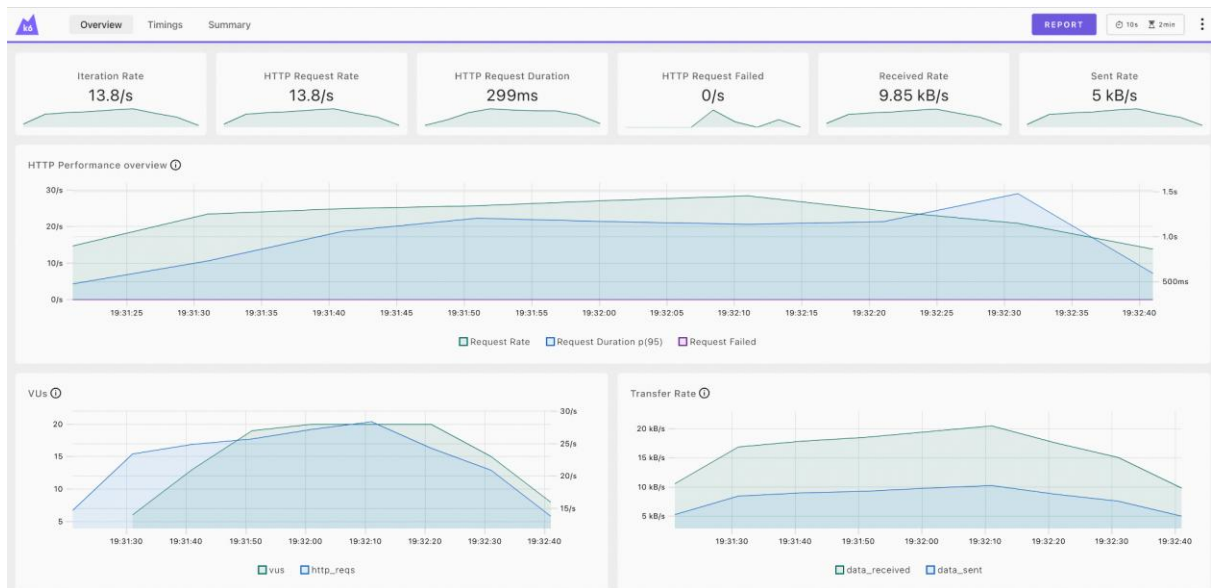 k6 Overview Timings Summary REPORT 10s 2min
Iteration Rate HTTP Request Rate HTTP Request Duration HTTP Request Failed Received Rate Sent Rate
13.8/s 13.8/s 299ms 0/s 9.85 kB/s 5 kB/s
HTTP Performance overview
30/s 1.5s
20/s
1.0s
10/s
500ms
0/s
19:31:25 19:31:30 19:31:35 19:31:40 19:31:45 19:31:50 19:31:55 19:32:00 19:32:05 19:32:10 19:32:15 19:32:20 19:32:25 19:32:30 19:32:35 19:32:40
Request Rate Request Duration p(95) Request Failed
VUs
30/s
20
25/s
15
20/s
10
15/s
5
19:31:30 19:31:40 19:31:50 19:32:00 19:32:10 19:32:20 19:32:30 19:32:40
vus http_reqs
Transfer Rate
20 kB/s
15 kB/s
10 kB/s
5 kB/s
19:31:30 19:31:40 19:31:50 19:32:00 19:32:10 19:32:20 19:32:30 19:32:40
data_received data_sent